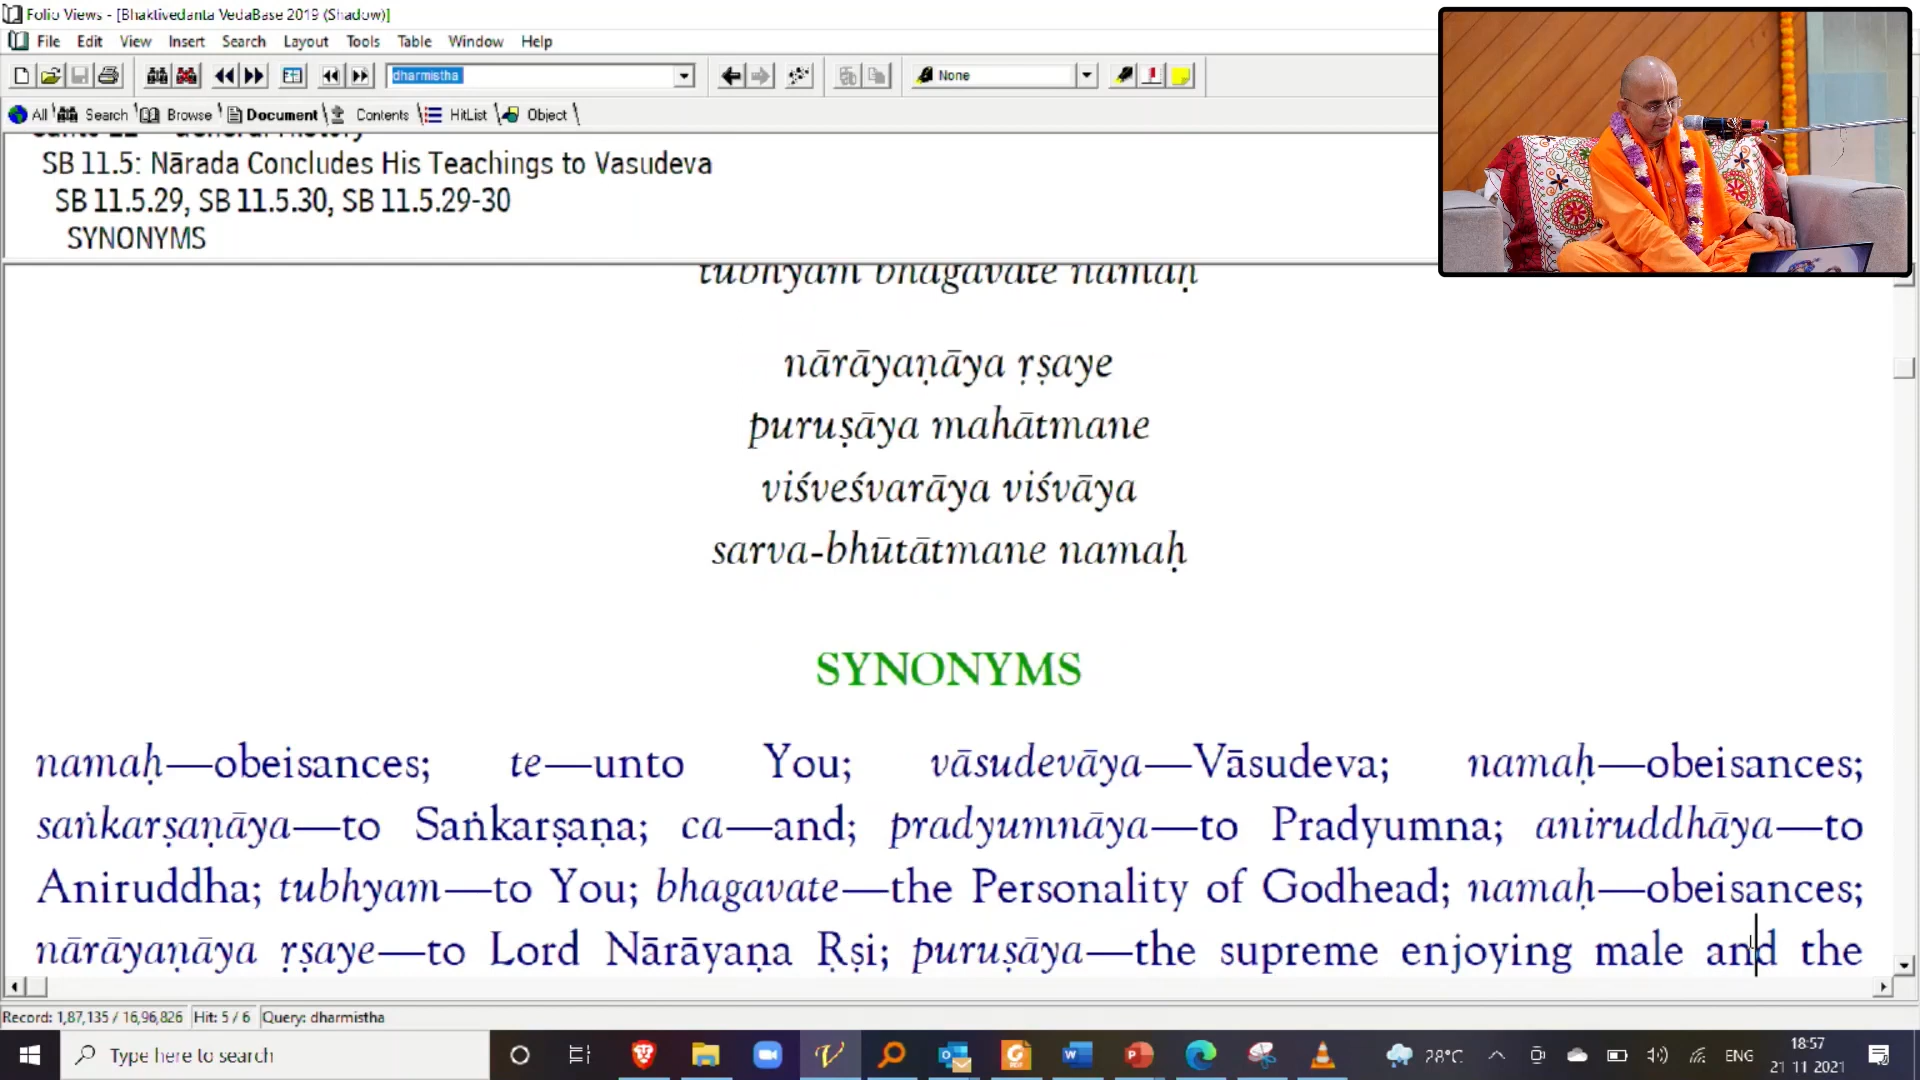 Folio Views - [Bhaktivedanta VedaBase 2019 (Shadow)]
File Edit View Insert Search Layout Tools Table Window Help
dharmistha
None
All Search Browse Document Contents HitList Object
SB 11.5: Nārada Concludes His Teachings to Vasudeva
SB 11.5.29, SB 11.5.30, SB 11.5.29-30
SYNONYMS
tubhyam bhagavate namaḥ
nārāyaṇāya ṛṣaye
puruṣāya mahātmane
viśveśvarāya viśvāya
sarva-bhūtātmane namaḥ
SYNONYMS
namaḥ—obeisances; te—unto You; vāsudevāya—Vāsudeva; namaḥ—obeisances;
saṅkarṣaṇāya—to Saṅkarṣaṇa; ca—and; pradyumnāya—to Pradyumna; aniruddhāya—to
Aniruddha; tubhyam—to You; bhagavate—the Personality of Godhead; namaḥ—obeisances;
nārāyaṇāya ṛṣaye—to Lord Nārāyaṇa Ṛṣi; puruṣāya—the supreme enjoying male and the
Record: 1,87,135 / 16,96,826 Hit: 5 / 6 Query: dharmistha
Type here to search
28°C
ENG
18:57
21-11-2021